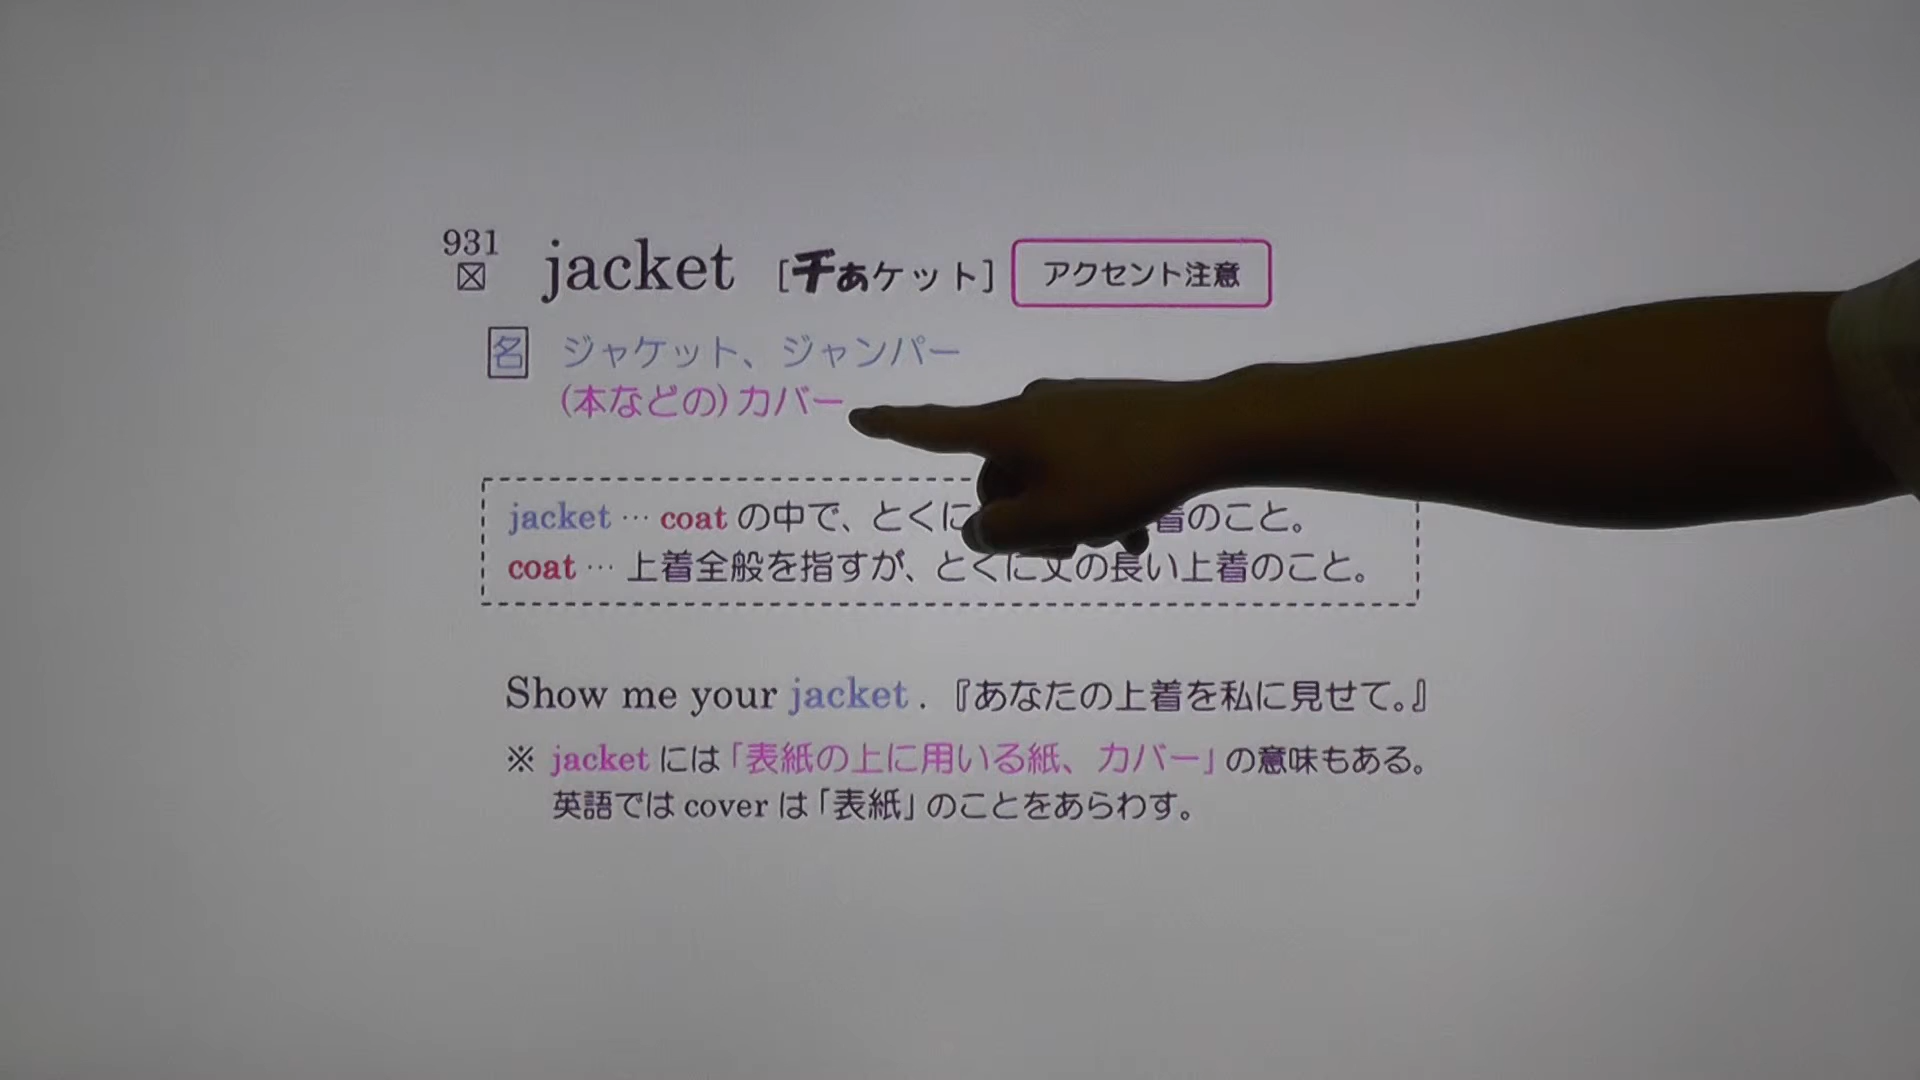 931
jacket [チぁケット] アクセント注意
名 ジャケット、ジャンパー
(本などの)カバー
jacket … coat の中で、とくに 着のこと。
coat … 上着全般を指すが、とくに丈の長い上着のこと。
Show me your jacket. 『あなたの上着を私に見せて。』
※ jacket には「表紙の上に用いる紙、カバー」の意味もある。
英語では cover は「表紙」のことをあらわす。